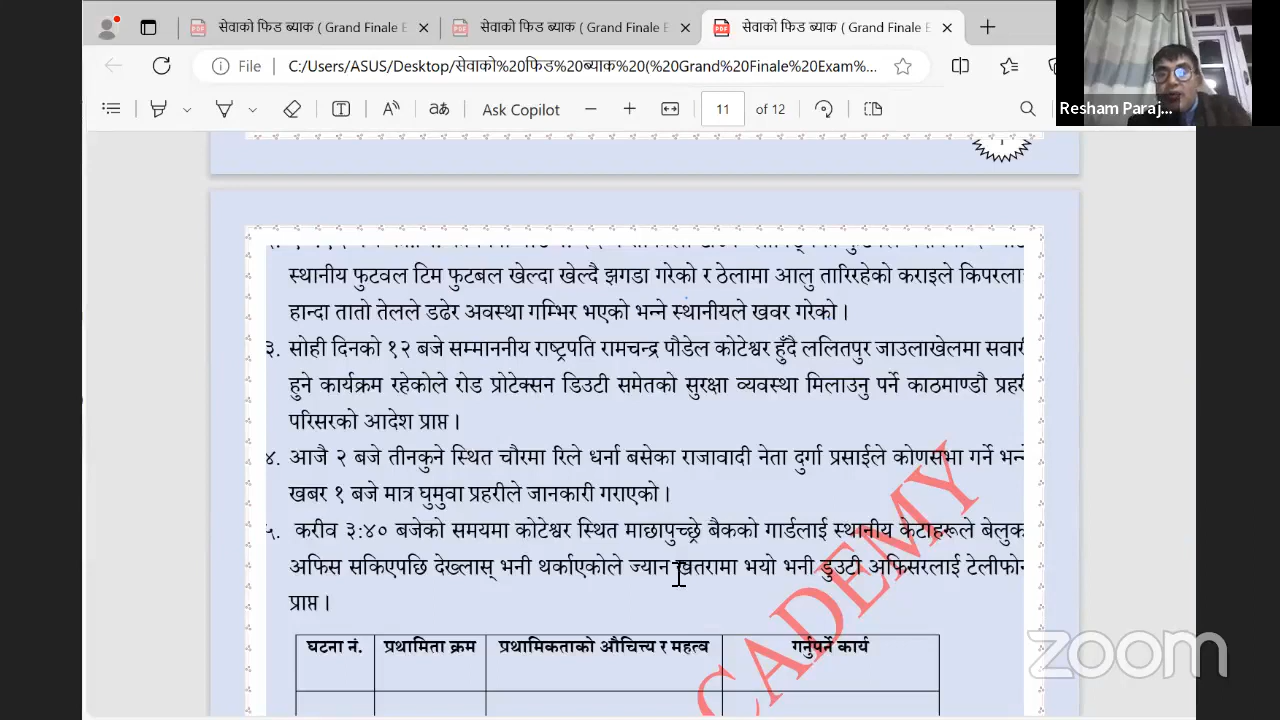 सेवाको फिड ब्याक ( Grand Finale E
सेवाको फिड ब्याक ( Grand Finale E
सेवाको फिड ब्याक ( Grand Finale E
File
C:/Users/ASUS/Desktop/सेवाको%20फिड%20ब्याक%20(%20Grand%20Finale%20Exam%...
Ask Copilot
11 of 12
Resham Paraj...
स्थानीय फुटवल टिम फुटबल खेल्दा खेल्दै झगडा गरेको र ठेलामा आलु तारिरहेको कराइले किपरला
हान्दा तातो तेलले डढेर अवस्था गम्भिर भएको भन्ने स्थानीयले खवर गरेको ।
३. सोही दिनको १२ बजे सम्माननीय राष्ट्रपति रामचन्द्र पौडेल कोटेश्वर हुँदै ललितपुर जाउलाखेलमा सवारी
हुने कार्यक्रम रहेकोले रोड प्रोटेक्सन डिउटी समेतको सुरक्षा व्यवस्था मिलाउनु पर्ने काठमाण्डौ प्रहरी
परिसरको आदेश प्राप्त ।
४. आजै २ बजे तीनकुने स्थित चौरमा रिले धर्ना बसेका राजावादी नेता दुर्गा प्रसाईले कोणसभा गर्ने भन्ने
खबर १ बजे मात्र घुमुवा प्रहरीले जानकारी गराएको ।
५. करीव ३:४० बजेको समयमा कोटेश्वर स्थित माछापुच्छ्रे बैकको गार्डलाई स्थानीय केटाहरूले बेलुका
अफिस सकिएपछि देख्लास् भनी थर्काएकोले ज्यान खतरामा भयो भनी डुउटी अफिसरलाई टेलीफोन
प्राप्त ।
घटना नं. प्रथामिता क्रम प्रथामिकताको औचित्त्य र महत्व गर्नुपर्ने कार्य
CADEMY
zoom